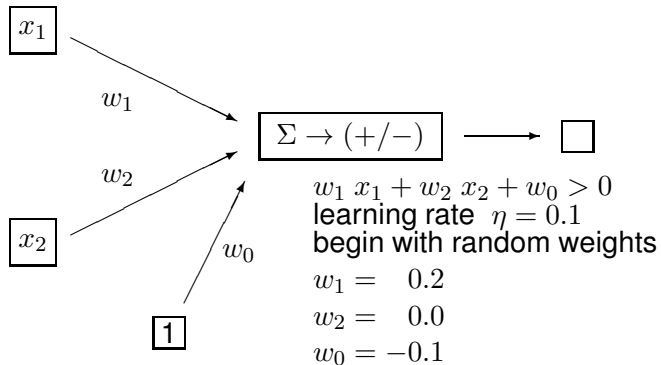 x₁
w₁
Σ → (+/−)
w₂
w₁ x₁ + w₂ x₂ + w₀ > 0
learning rate η = 0.1
x₂
w₀
begin with random weights
w₁ = 0.2
w₂ = 0.0
1
w₀ = −0.1